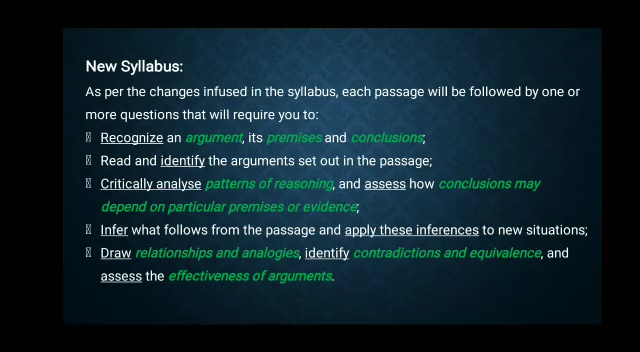 New Syllabus:
As per the changes infused in the syllabus, each passage will be followed by one or
more questions that will require you to:
Recognize an argument, its premises and conclusions;
Read and identify the arguments set out in the passage;
Critically analyse patterns of reasoning, and assess how conclusions may
depend on particular premises or evidence;
Infer what follows from the passage and apply these inferences to new situations;
Draw relationships and analogies, identify contradictions and equivalence, and
assess the effectiveness of arguments.